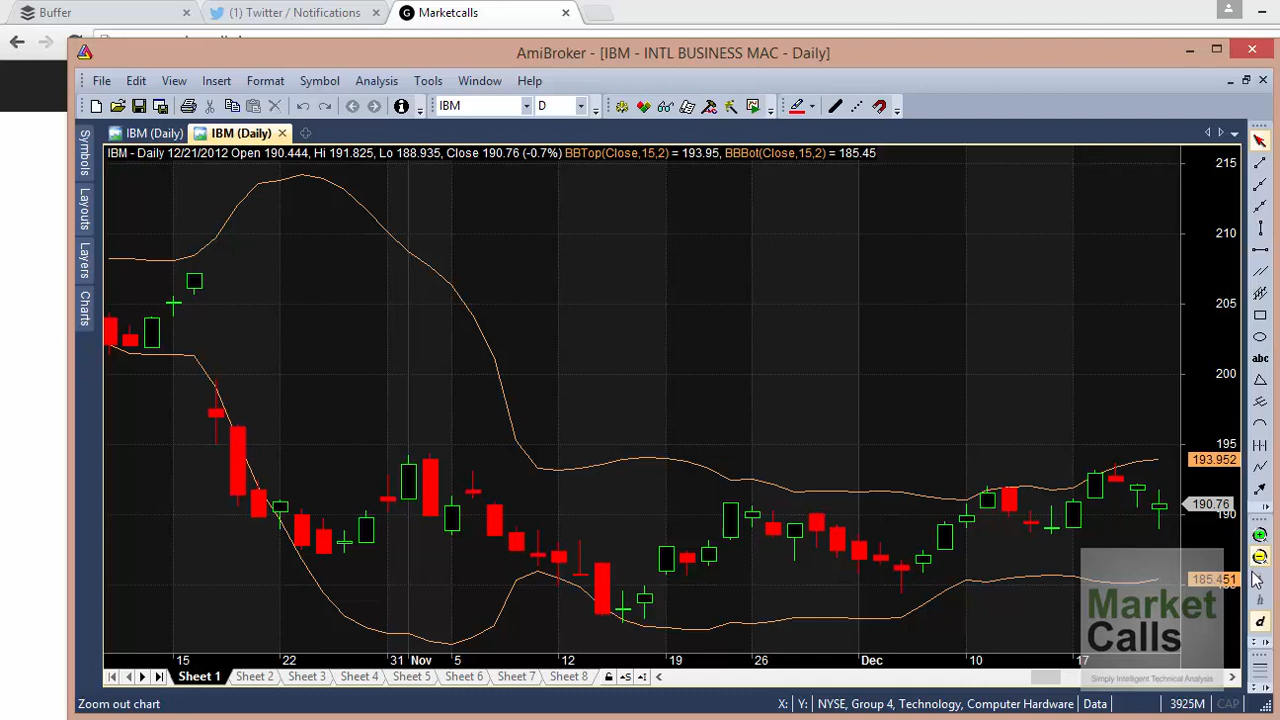 Buffer
(1) Twitter / Notifications
Marketcalls
AmiBroker - [IBM - INTL BUSINESS MAC - Daily]
File Edit View Insert Format Symbol Analysis Tools Window Help
IBM D
IBM (Daily) IBM (Daily)
IBM - Daily 12/21/2012 Open 190.444, Hi 191.825, Lo 188.935, Close 190.76 (-0.7%) BBTop(Close,15,2) = 193.95, BBBot(Close,15,2) = 185.45
Symbols
Layouts
Layers
Charts
215
210
205
200
195
193.952
190.76
190
185.451
abc
h
d
Market
Calls
Simply Intelligent Technical Analysis
15 22 31 Nov 5 12 19 26 Dec 10 17
Sheet 1 Sheet 2 Sheet 3 Sheet 4 Sheet 5 Sheet 6 Sheet 7 Sheet 8
Zoom out chart X: Y: NYSE, Group 4, Technology, Computer Hardware Data 3925M CAP